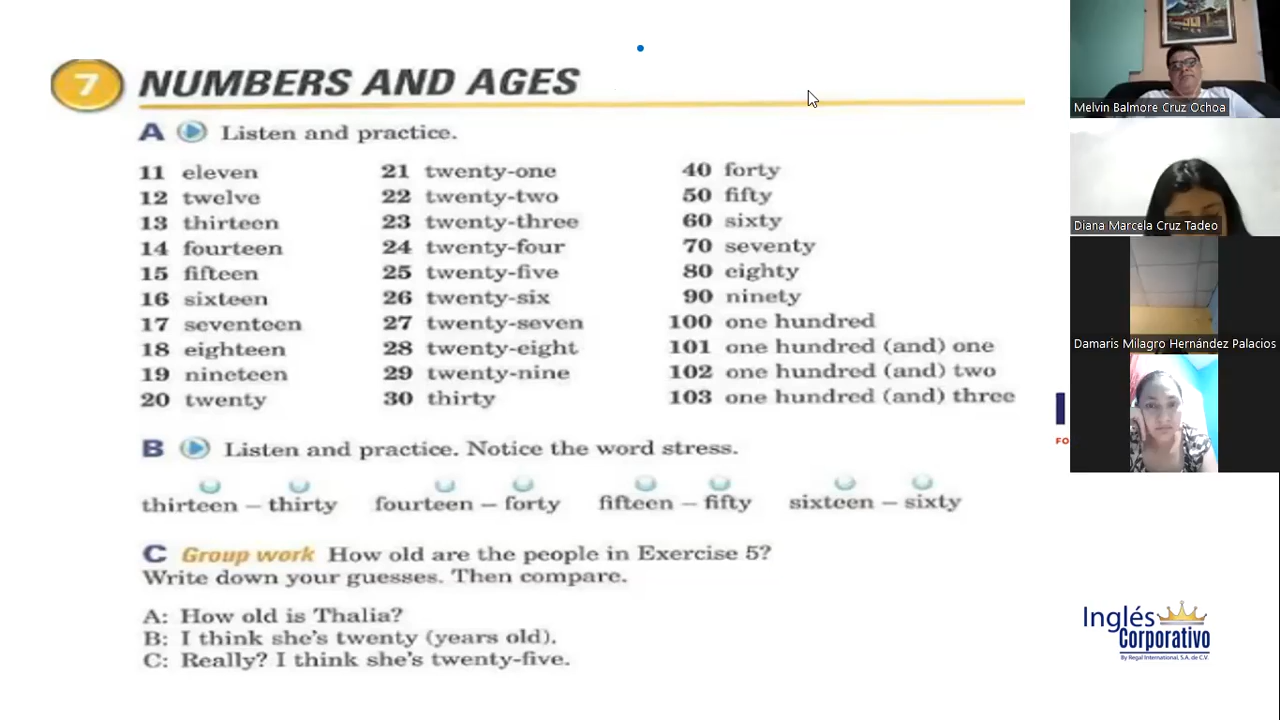 7 NUMBERS AND AGES
A Listen and practice.
11 eleven 21 twenty-one 40 forty
12 twelve 22 twenty-two 50 fifty
13 thirteen 23 twenty-three 60 sixty
14 fourteen 24 twenty-four 70 seventy
15 fifteen 25 twenty-five 80 eighty
16 sixteen 26 twenty-six 90 ninety
17 seventeen 27 twenty-seven 100 one hundred
18 eighteen 28 twenty-eight 101 one hundred (and) one
19 nineteen 29 twenty-nine 102 one hundred (and) two
20 twenty 30 thirty 103 one hundred (and) three
B Listen and practice. Notice the word stress.
thirteen – thirty fourteen – forty fifteen – fifty sixteen – sixty
C Group work How old are the people in Exercise 5?
Write down your guesses. Then compare.
A: How old is Thalia?
B: I think she's twenty (years old).
C: Really? I think she's twenty-five.
Melvin Balmore Cruz Ochoa
Diana Marcela Cruz Tadeo
Damaris Milagro Hernández Palacios
I
FO
Inglés
Corporativo
By Regal International, S.A. de C.V.